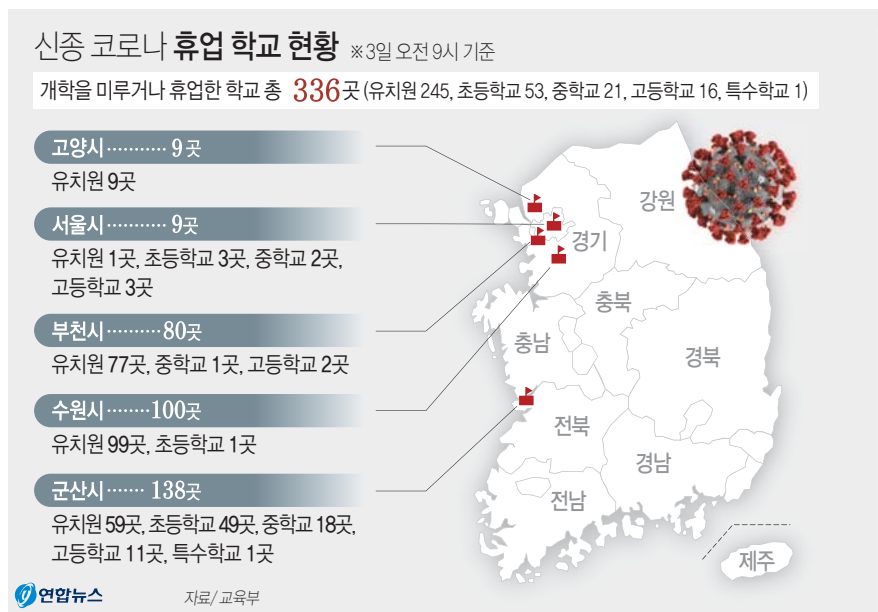 신종 코로나 휴업 학교 현황 ※3일 오전 9시 기준
개학을 미루거나 휴업한 학교 총 336곳 (유치원 245, 초등학교 53, 중학교 21, 고등학교 16, 특수학교 1)
고양시··········· 9곳
유치원 9곳
서울시··········· 9곳
유치원 1곳, 초등학교 3곳, 중학교 2곳,
고등학교 3곳
부천시··········80곳
유치원 77곳, 중학교 1곳, 고등학교 2곳
수원시········100곳
유치원 99곳, 초등학교 1곳
군산시······· 138곳
유치원 59곳, 초등학교 49곳, 중학교 18곳,
고등학교 11곳, 특수학교 1곳
강원
경기
충북
충남
경북
전북
경남
전남
제주
연합뉴스
자료/ 교육부